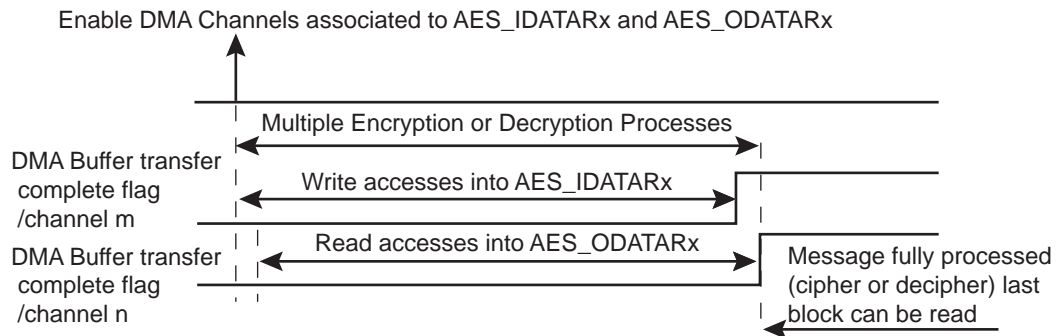 Enable DMA Channels associated to AES_IDATARx and AES_ODATARx
Multiple Encryption or Decryption Processes
DMA Buffer transfer
complete flag
/channel m
Write accesses into AES_IDATARx
DMA Buffer transfer
complete flag
/channel n
Read accesses into AES_ODATARx
Message fully processed
(cipher or decipher) last
block can be read